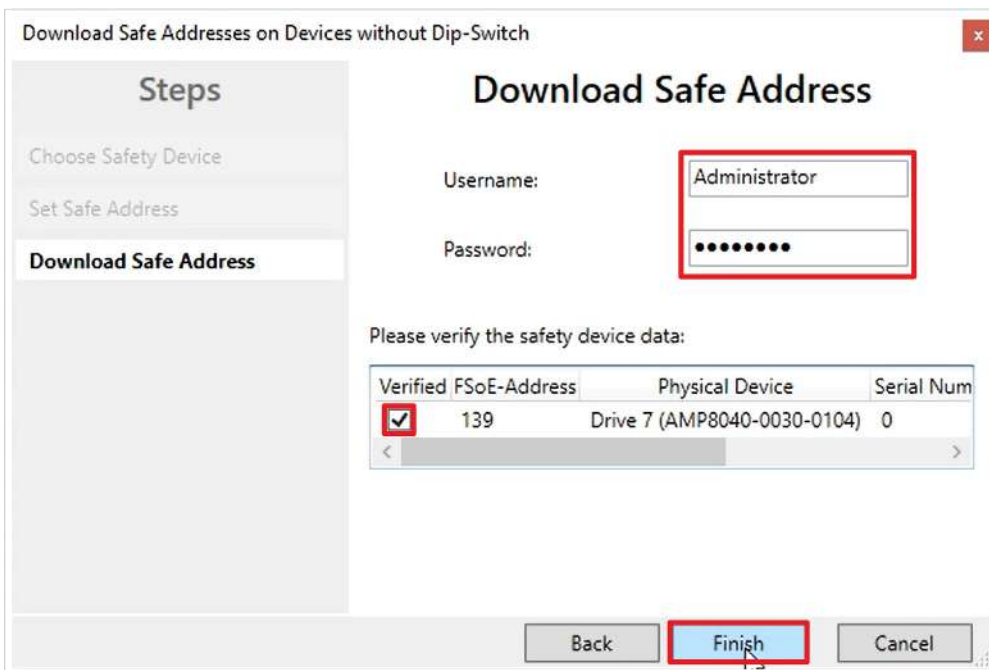 Download Safe Addresses on Devices without Dip-Switch
x
Steps
Choose Safety Device
Set Safe Address
Download Safe Address
Download Safe Address
Username:
Administrator
Password:
••••••••
Please verify the safety device data:
Verified FSoE-Address Physical Device Serial Num
139 Drive 7 (AMP8040-0030-0104) 0
Back Finish Cancel